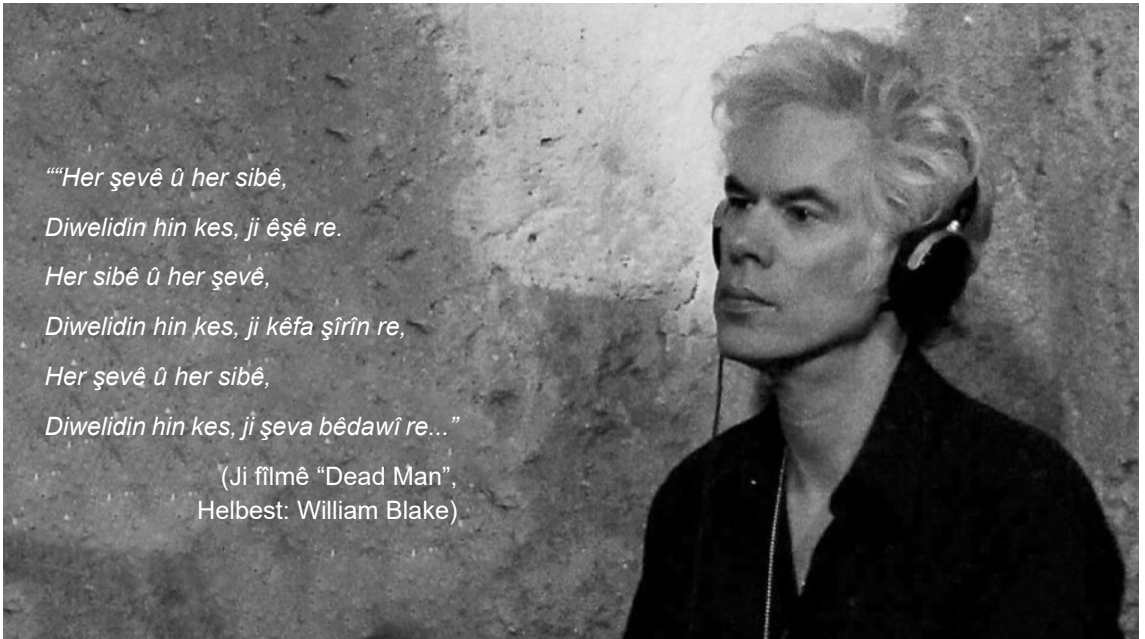 ““Her şevê û her sibê,
Diwelidin hin kes, ji êşê re.
Her sibê û her şevê,
Diwelidin hin kes, ji kêfa şîrîn re,
Her şevê û her sibê,
Diwelidin hin kes, ji şeva bêdawî re...”
(Ji fîlmê “Dead Man”,
Helbest: William Blake)